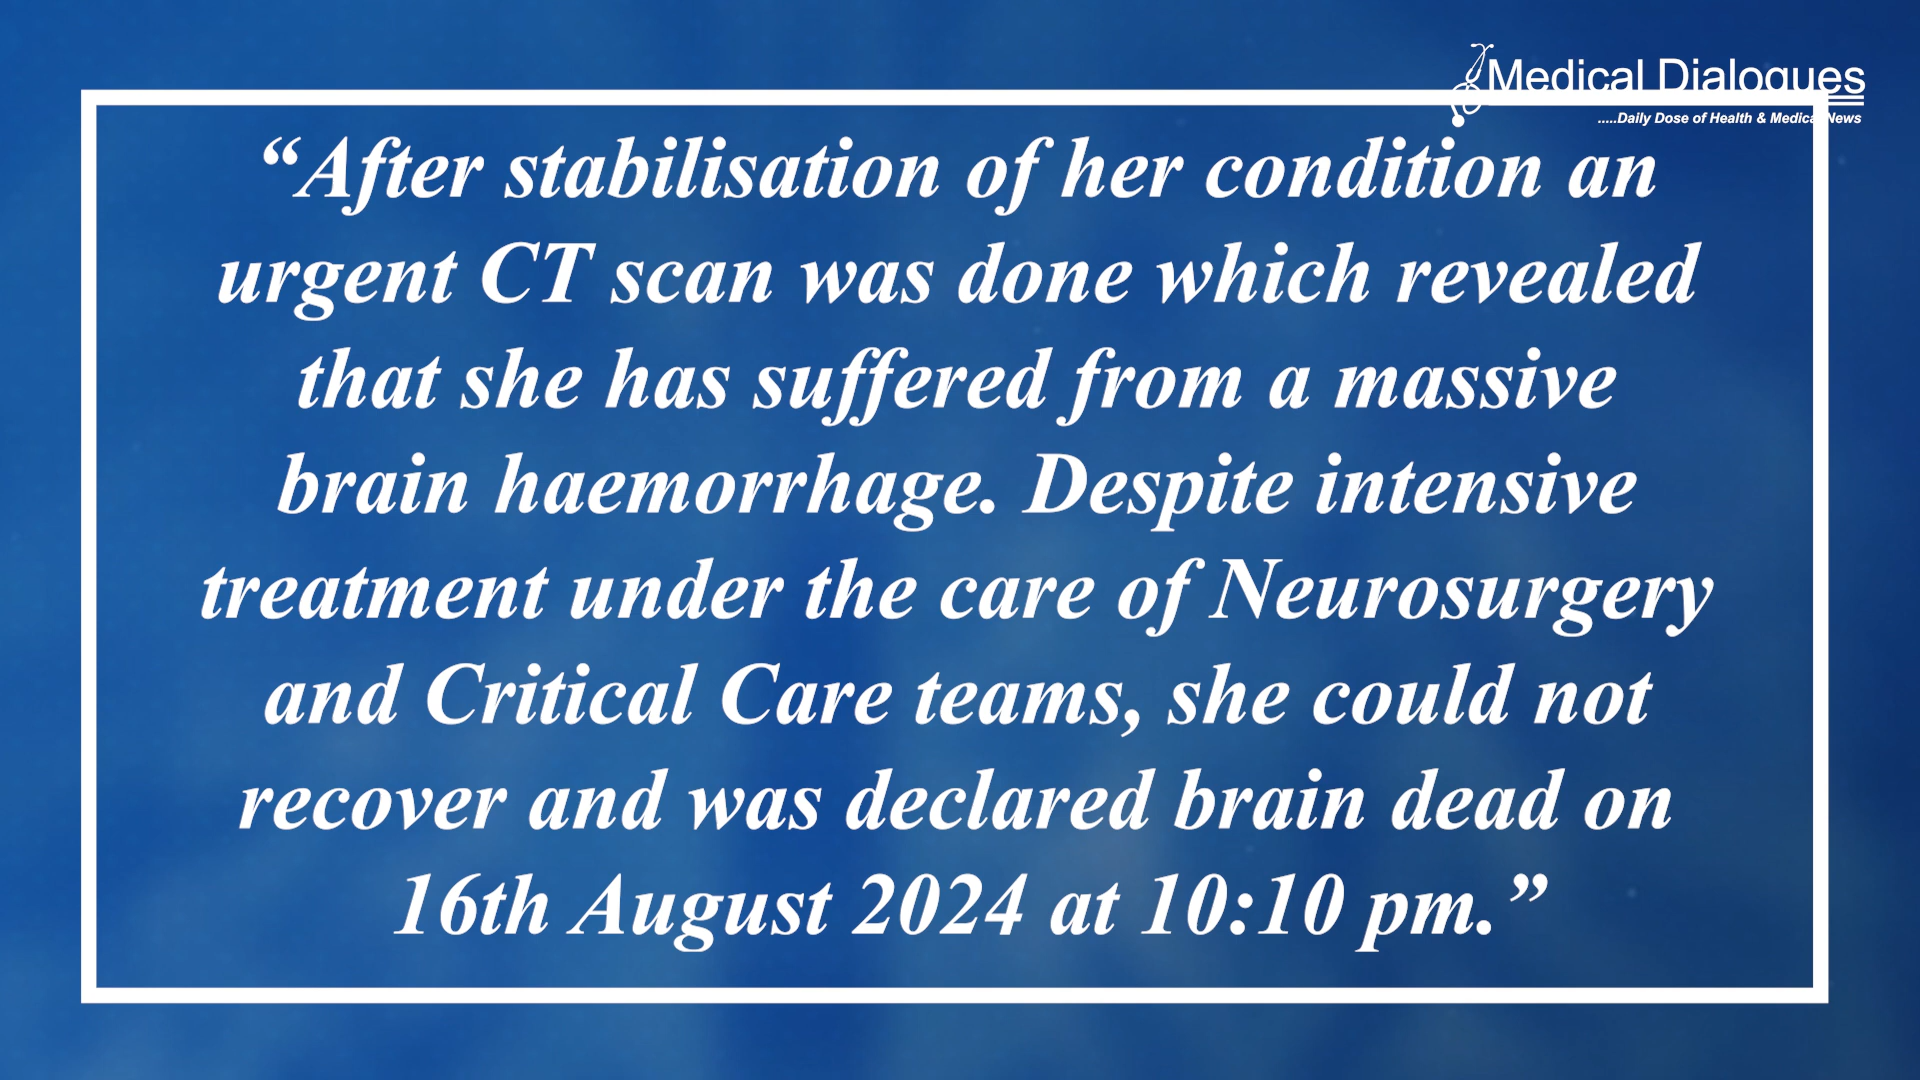 Medical Dialogues
.....Daily Dose of Health & Medical News
“After stabilisation of her condition an
urgent CT scan was done which revealed
that she has suffered from a massive
brain haemorrhage. Despite intensive
treatment under the care of Neurosurgery
and Critical Care teams, she could not
recover and was declared brain dead on
16th August 2024 at 10:10 pm.”